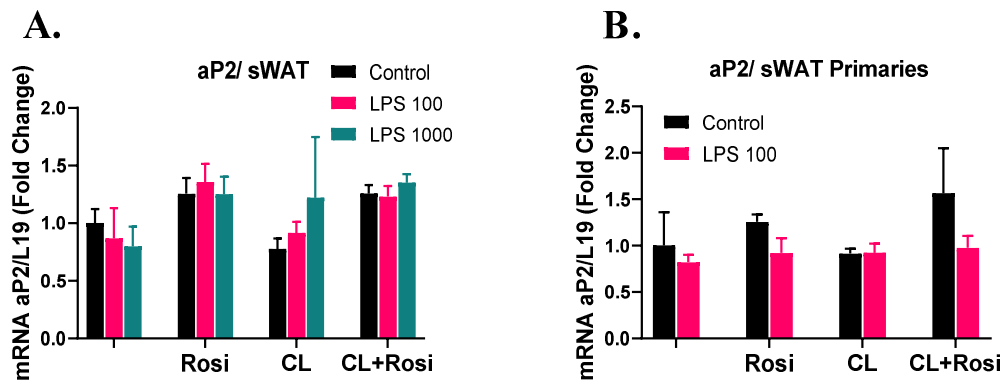 A.
aP2/ sWAT
Control
LPS 100
LPS 1000
mRNA aP2/L19 (Fold Change)
2.0
1.5
1.0
0.5
0.0
Rosi CL CL+Rosi
B.
aP2/ sWAT Primaries
Control
LPS 100
mRNA aP2/L19 (Fold Change)
2.5
2.0
1.5
1.0
0.5
0.0
Rosi CL CL+Rosi